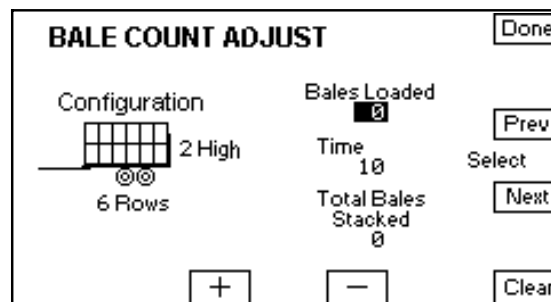 BALE COUNT ADJUST
Done
Configuration
2 High
6 Rows
Bales Loaded
0
Time
10
Total Bales
Stacked
0
Prev
Select
Next
+
−
Clear